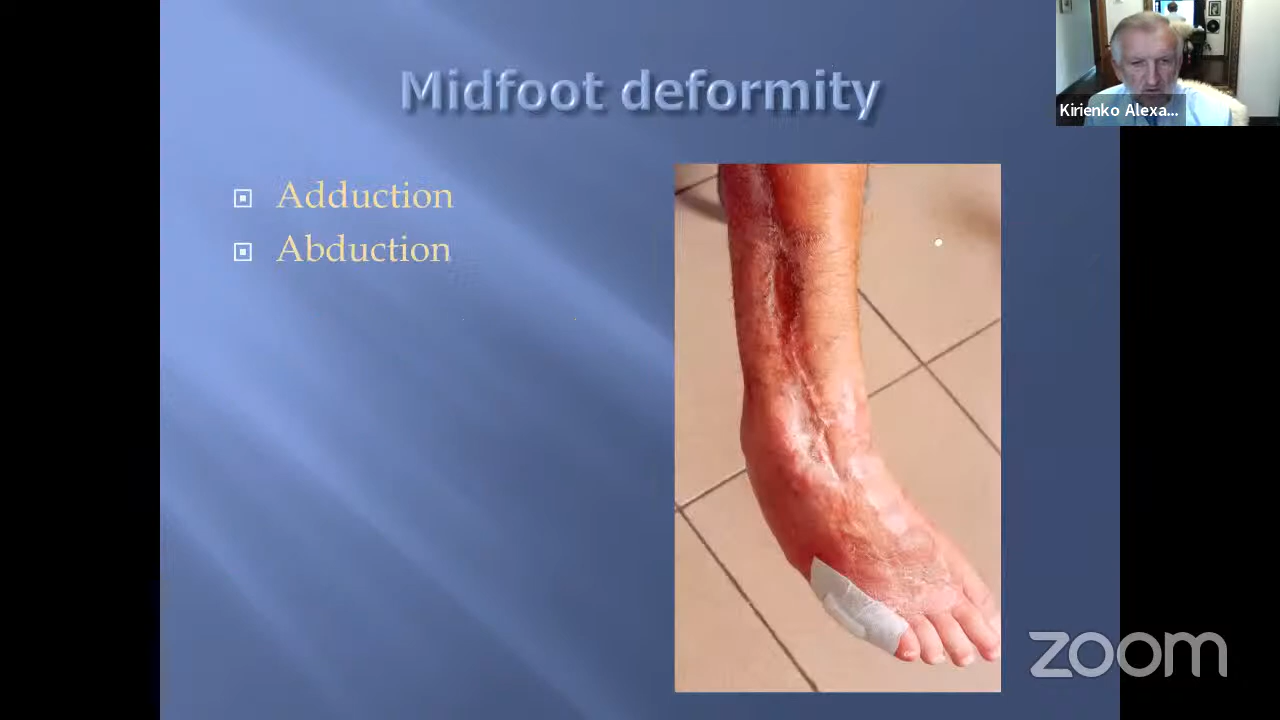 Midfoot deformity
Kirienko Alexa...
Adduction
Abduction
zoom